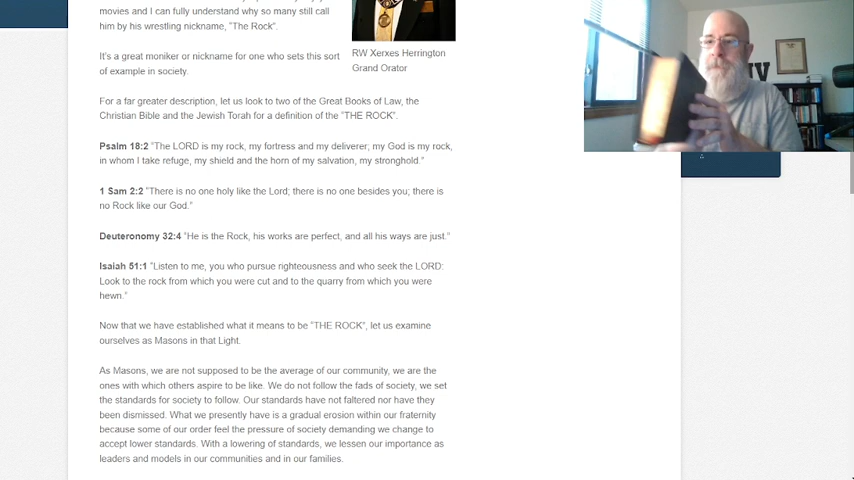 movies and I can fully understand why so many still call
him by his wrestling nickname, "The Rock".
RW Xerxes Herrington
Grand Orator
It's a great moniker or nickname for one who sets this sort
of example in society.
For a far greater description, let us look to two of the Great Books of Law, the
Christian Bible and the Jewish Torah for a definition of the "THE ROCK".
Psalm 18:2 "The LORD is my rock, my fortress and my deliverer; my God is my rock,
in whom I take refuge, my shield and the horn of my salvation, my stronghold."
1 Sam 2:2 "There is no one holy like the Lord; there is no one besides you; there is
no Rock like our God."
Deuteronomy 32:4 "He is the Rock, his works are perfect, and all his ways are just."
Isaiah 51:1 "Listen to me, you who pursue righteousness and who seek the LORD:
Look to the rock from which you were cut and to the quarry from which you were
hewn."
Now that we have established what it means to be "THE ROCK", let us examine
ourselves as Masons in that Light.
As Masons, we are not supposed to be the average of our community, we are the
ones with which others aspire to be like. We do not follow the fads of society, we set
the standards for society to follow. Our standards have not faltered nor have they
been dismissed. What we presently have is a gradual erosion within our fraternity
because some of our order feel the pressure of society demanding we change to
accept lower standards. With a lowering of standards, we lessen our importance as
leaders and models in our communities and in our families.